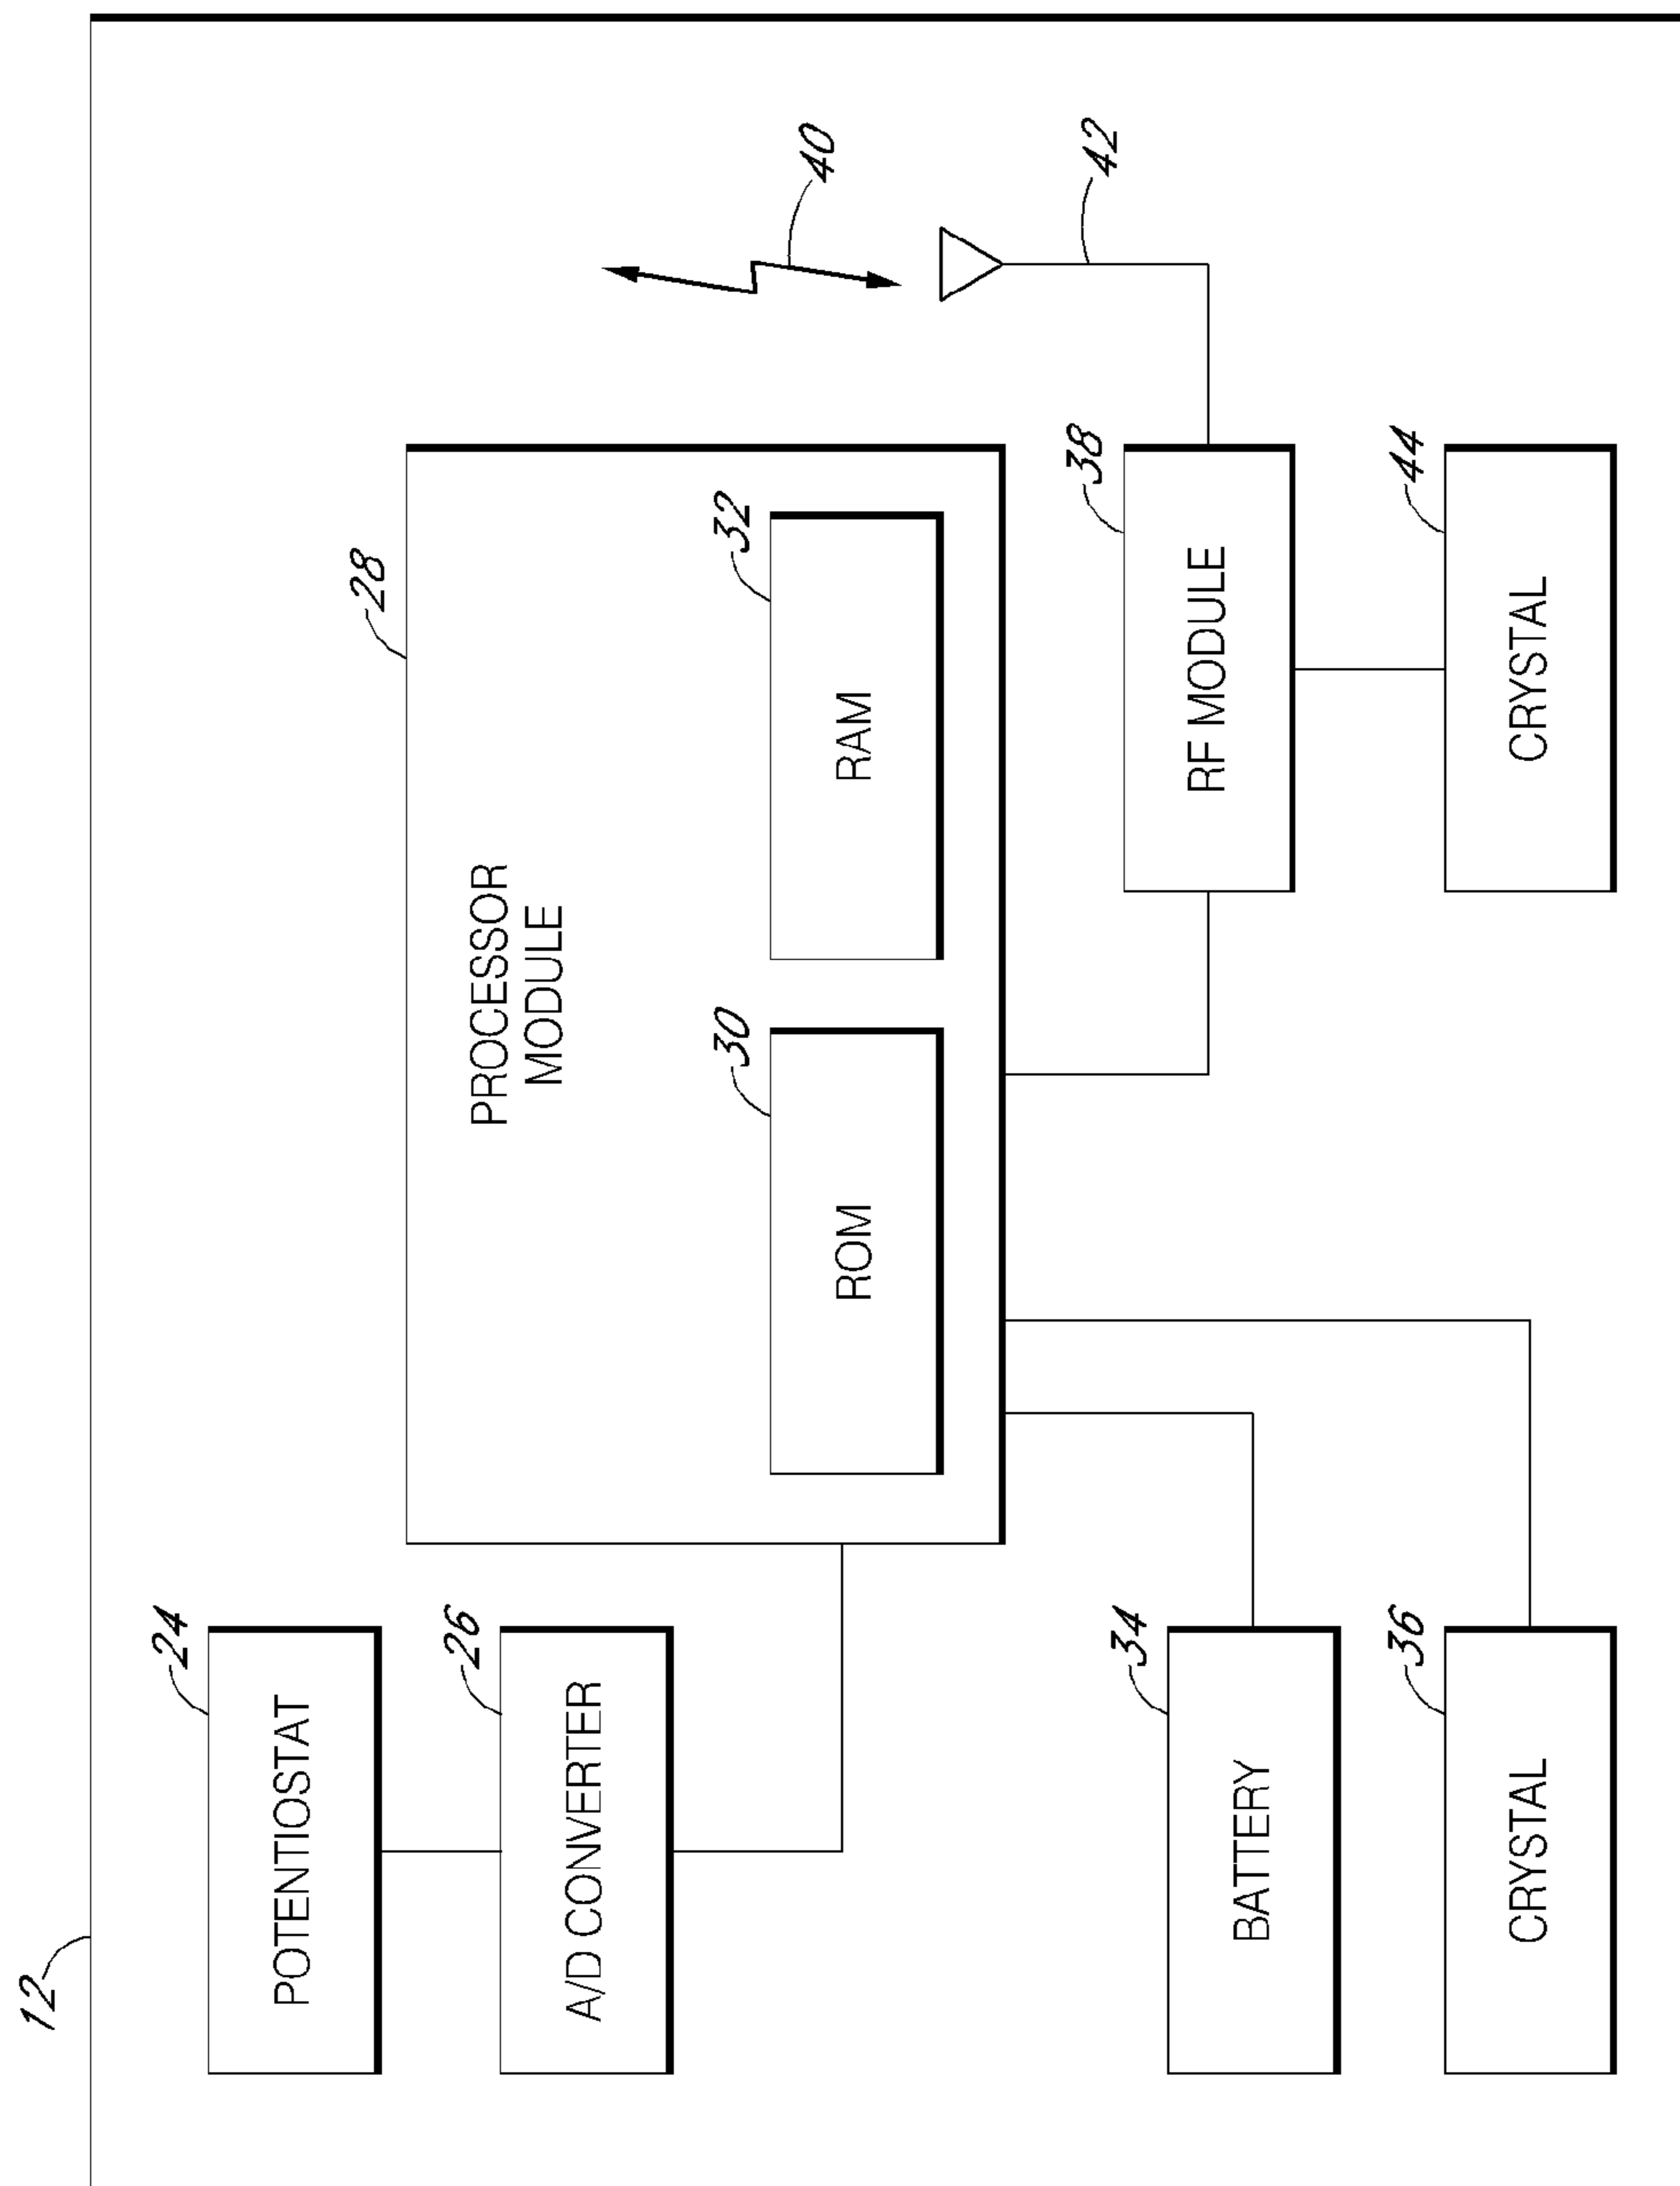 12
24
POTENTIOSTAT
26
A/D CONVERTER
28
PROCESSOR
MODULE
30
ROM
32
RAM
40
42
34
BATTERY
38
RF MODULE
36
CRYSTAL
44
CRYSTAL